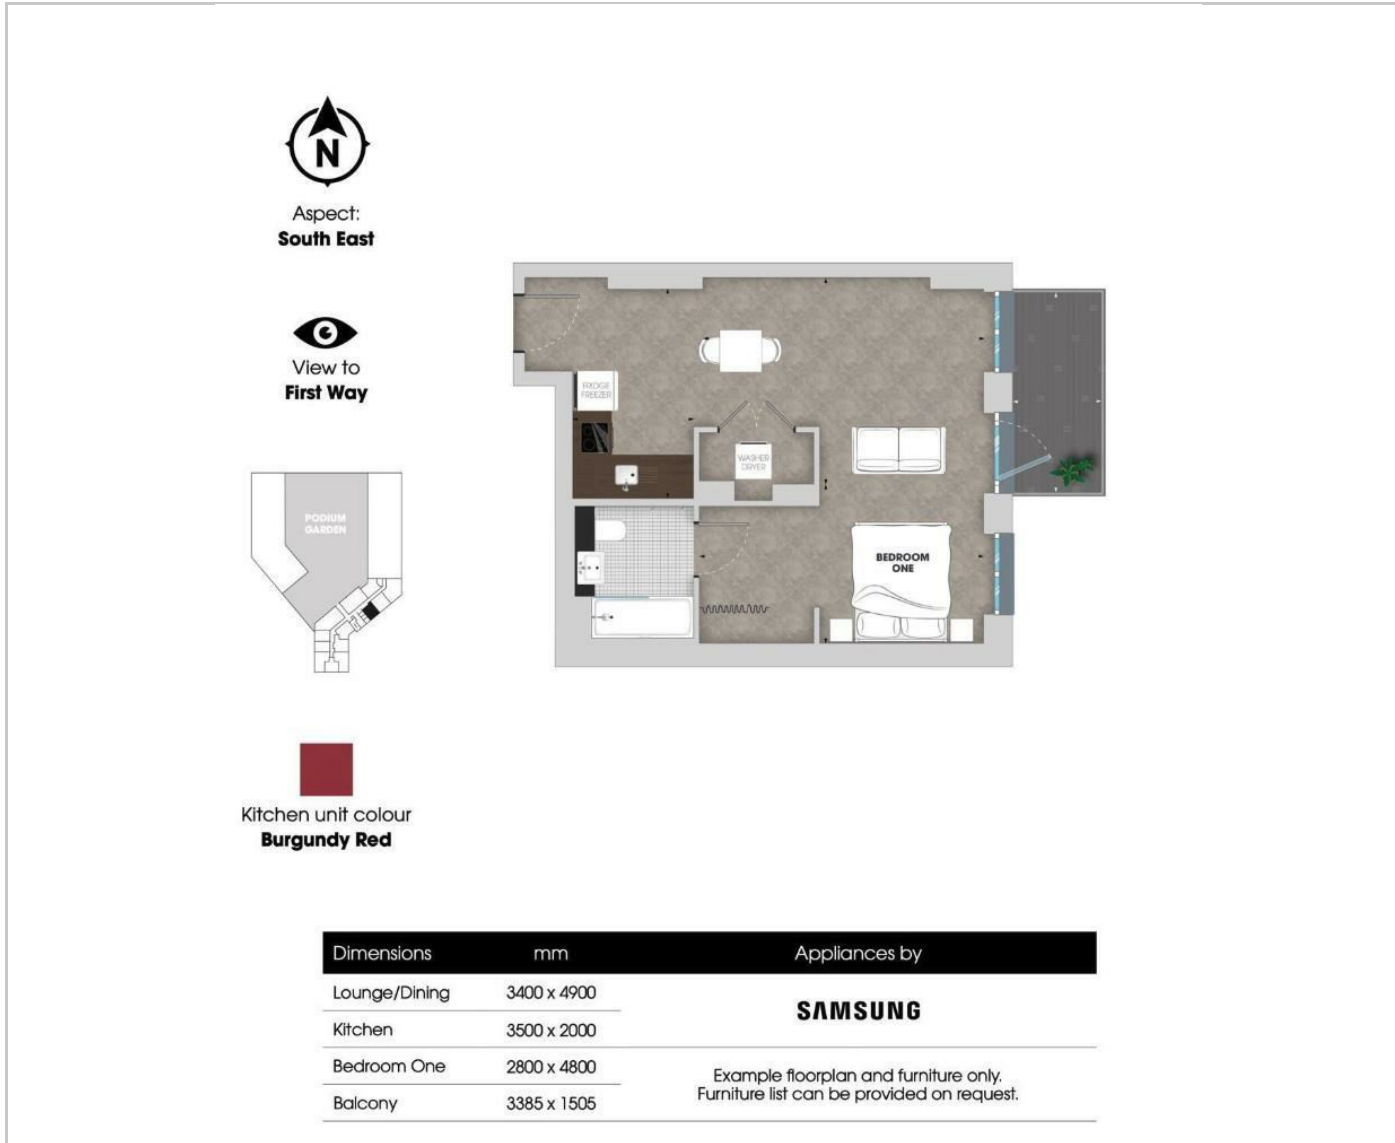 N
Aspect:
South East
View to
First Way
PODIUM
GARDEN
Kitchen unit colour
Burgundy Red
FRIDGE
FREEZER
WASHER
DRYER
BEDROOM
ONE
Dimensions mm Appliances by
Lounge/Dining 3400 x 4900
SAMSUNG
Kitchen 3500 x 2000
Bedroom One 2800 x 4800
Example floorplan and furniture only.
Furniture list can be provided on request.
Balcony 3385 x 1505